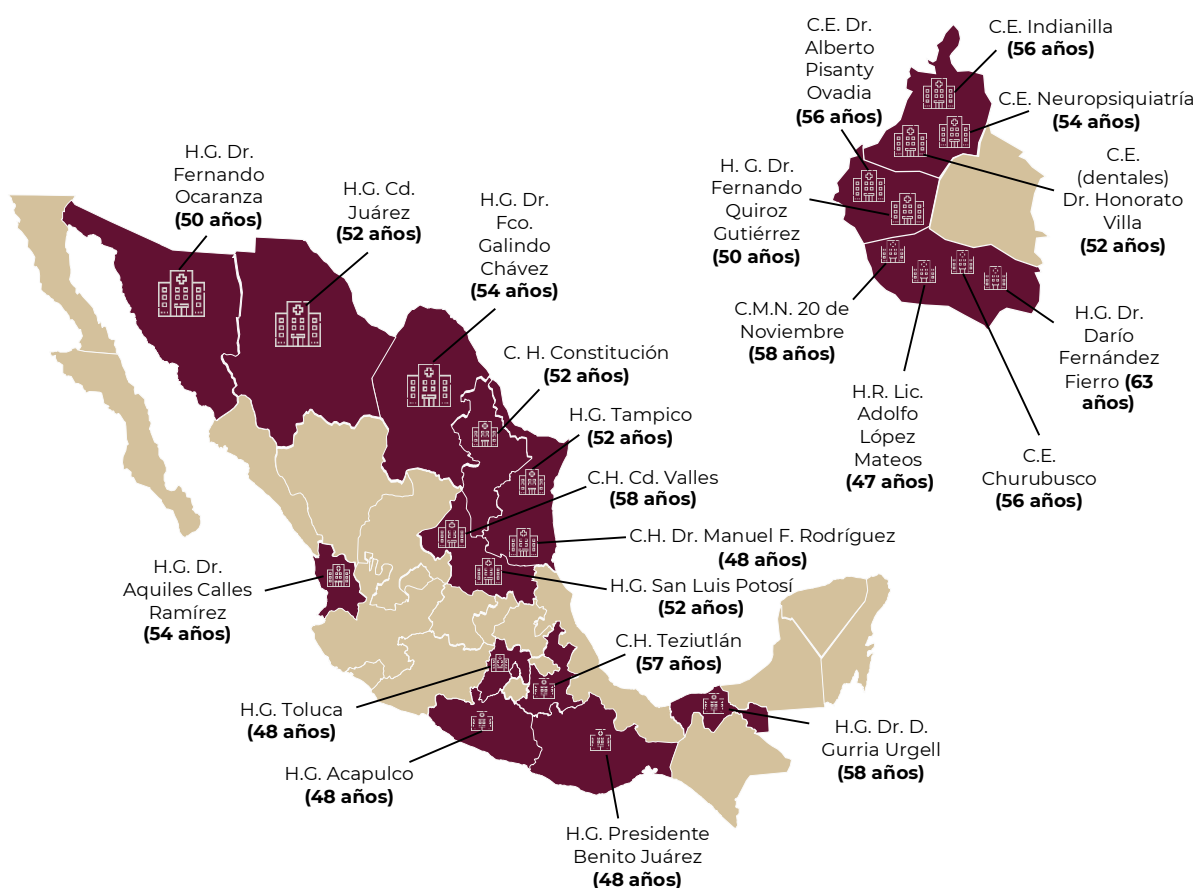 C.E. Dr.
Alberto
Pisanty
Ovadia
(56 años)
C.E. Indianilla
(56 años)
C.E. Neuropsiquiatría
(54 años)
C.E.
(dentales)
Dr. Honorato
Villa
(52 años)
H. G. Dr.
Fernando
Quiroz
Gutiérrez
(50 años)
C.M.N. 20 de
Noviembre
(58 años)
H.R. Lic.
Adolfo
López
Mateos
(47 años)
C.E.
Churubusco
(56 años)
H.G. Dr.
Darío
Fernández
Fierro (63
años)
H.G. Dr.
Fernando
Ocaranza
(50 años)
H.G. Cd.
Juárez
(52 años)
H.G. Dr.
Fco.
Galindo
Chávez
(54 años)
C. H. Constitución
(52 años)
H.G. Tampico
(52 años)
C.H. Cd. Valles
(58 años)
C.H. Dr. Manuel F. Rodríguez
(48 años)
H.G. San Luis Potosí
(52 años)
H.G. Dr.
Aquiles Calles
Ramírez
(54 años)
C.H. Teziutlán
(57 años)
H.G. Toluca
(48 años)
H.G. Acapulco
(48 años)
H.G. Presidente
Benito Juárez
(48 años)
H.G. Dr. D.
Gurria Urgell
(58 años)